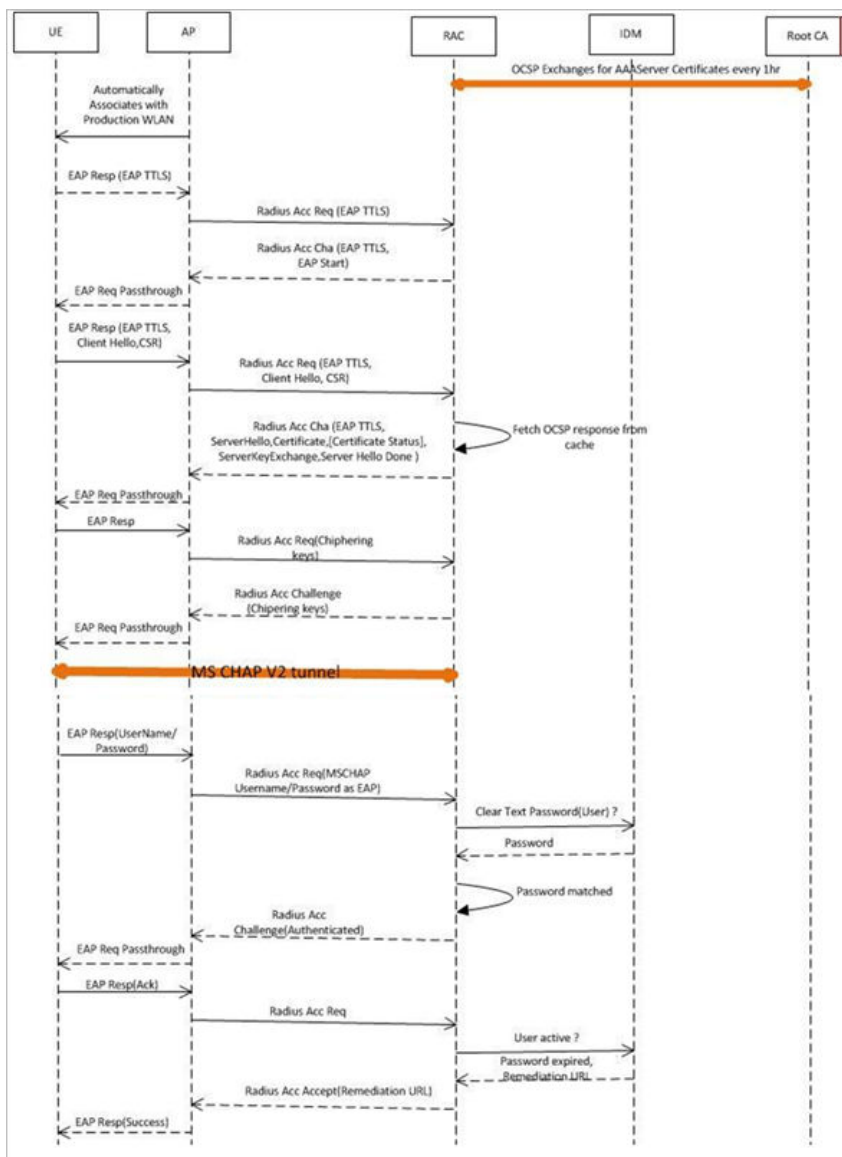 UE
AP
RAC
IDM
Root CA
OCSP Exchanges for AAAServer Certificates every 1hr
Automatically
Associates with
Production WLAN
EAP Resp (EAP TTLS)
Radius Acc Req (EAP TTLS)
Radius Acc Cha (EAP TTLS,
EAP Start)
EAP Req Passthrough
EAP Resp (EAP TTLS,
Client Hello,CSR)
Radius Acc Req (EAP TTLS,
Client Hello, CSR)
Radius Acc Cha (EAP TTLS,
ServerHello,Certificate,[Certificate Status],
ServerKeyExchange,Server Hello Done )
Fetch OCSP response from
cache
EAP Req Passthrough
EAP Resp
Radius Acc Req(Chiphering
keys)
Radius Acc Challenge
(Chipering keys)
EAP Req Passthrough
MS CHAP V2 tunnel
EAP Resp(UserName/
Password)
Radius Acc Req(MSCHAP
Username/Password as EAP)
Clear Text Password(User) ?
Password
Password matched
Radius Acc
Challenge(Authenticated)
EAP Req Passthrough
EAP Resp(Ack)
Radius Acc Req
User active ?
Password expired,
Remediation URL
Radius Acc Accept(Remediation URL)
EAP Resp(Success)